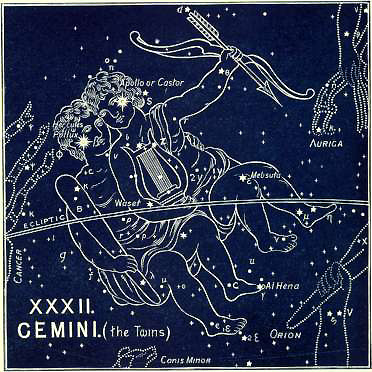 Apollo or Castor
Pollux
AURIGA
Mebsuta
Wasat
ECLIPTIC
CANCER
Al Hena
XXXII.
GEMINI. (the Twins)
ORION
Canis Minor